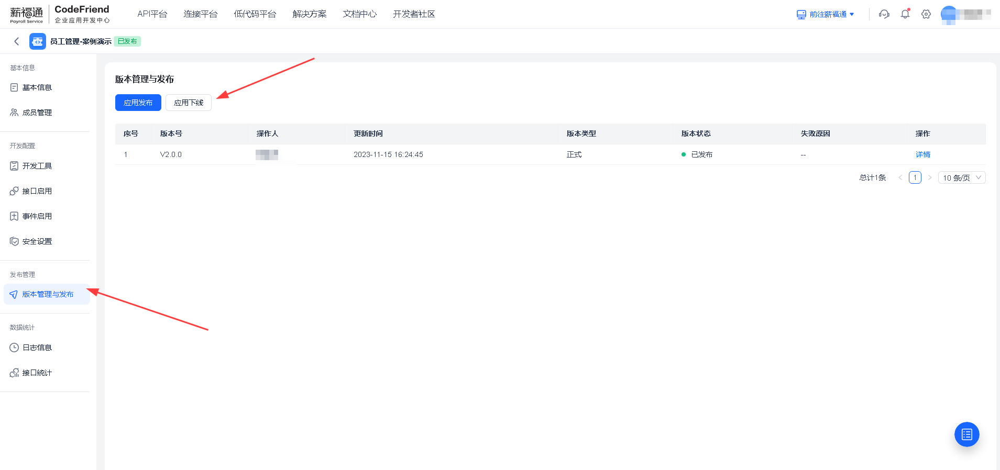 薪福通 CodeFriend
Payroll Service 企业应用开发中心
API平台 连接平台 低代码平台 解决方案 文档中心 开发者社区
前往薪福通
员工管理-案例演示 已发布
基本信息
基本信息
成员管理
开发配置
开发工具
接口启用
事件启用
安全设置
发布管理
版本管理与发布
数据统计
日志信息
接口统计
版本管理与发布
应用发布 应用下线
序号 版本号 操作人 更新时间 版本类型 版本状态 失败原因 操作
1 V2.0.0 2023-11-15 16:24:45 正式 已发布 -- 详情
总计1条 1 10 条/页